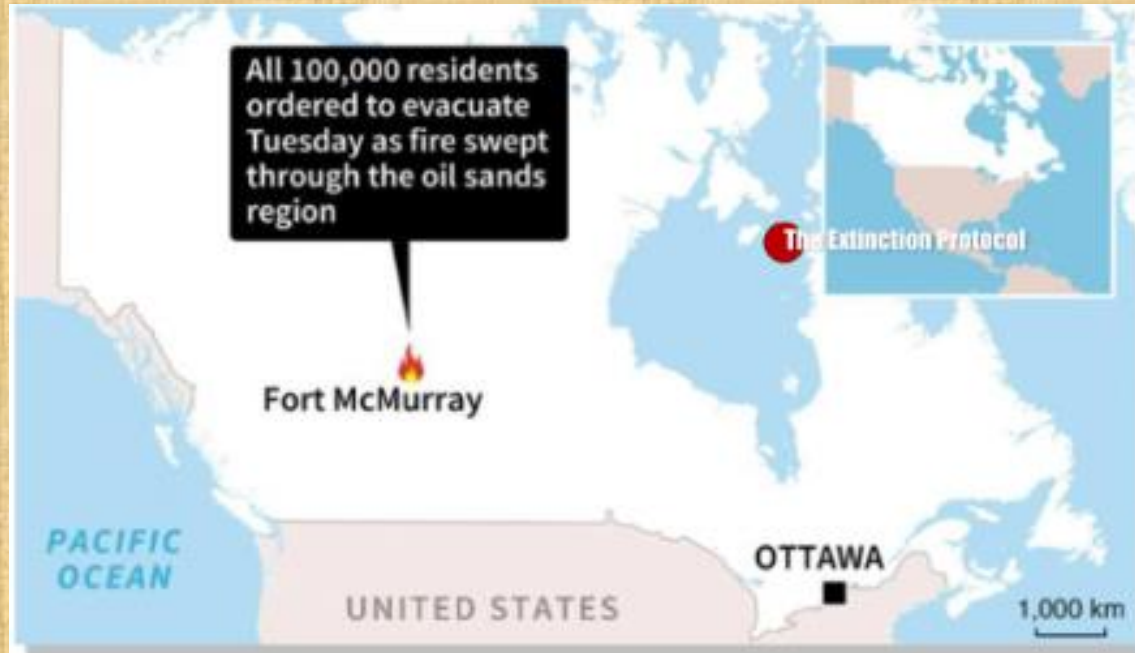 All 100,000 residents
ordered to evacuate
Tuesday as fire swept
through the oil sands
region
The Extinction Protocol
Fort McMurray
PACIFIC
OCEAN
OTTAWA
UNITED STATES
1,000 km